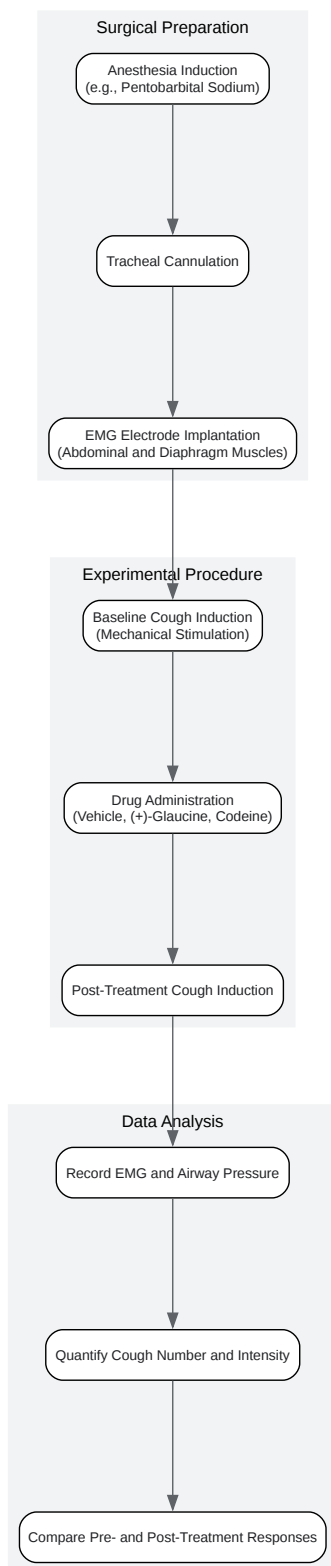 Surgical Preparation
Anesthesia Induction
(e.g., Pentobarbital Sodium)
Tracheal Cannulation
EMG Electrode Implantation
(Abdominal and Diaphragm Muscles)
Experimental Procedure
Baseline Cough Induction
(Mechanical Stimulation)
Drug Administration
(Vehicle, (+)-Glaucine, Codeine)
Post-Treatment Cough Induction
Data Analysis
Record EMG and Airway Pressure
Quantify Cough Number and Intensity
Compare Pre- and Post-Treatment Responses